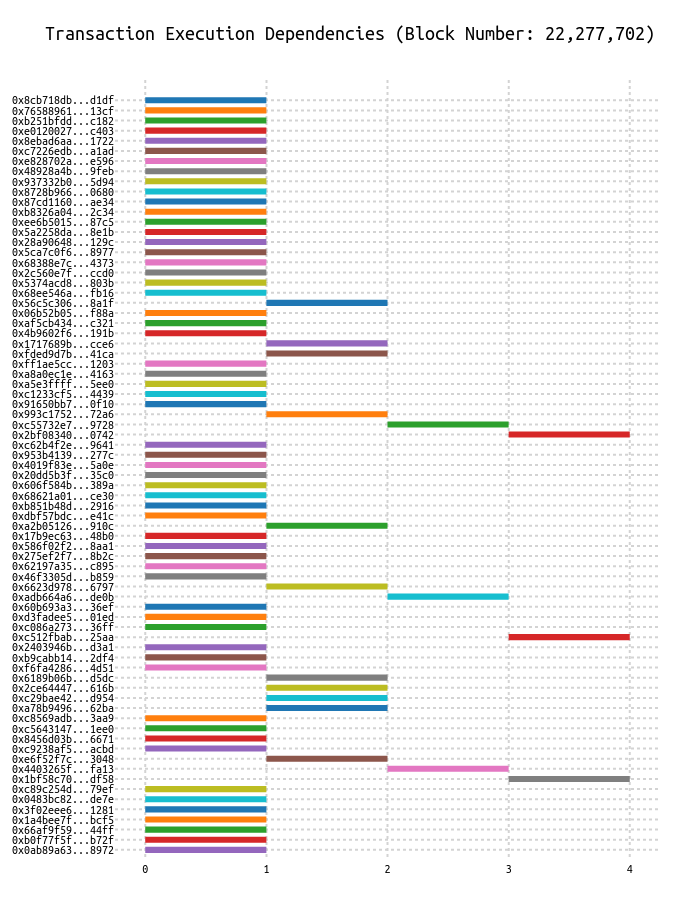 Transaction Execution Dependencies (Block Number: 22,277,702)
0x8cb718db...d1df
0x76588961...13cf
0xb251bfdd...c182
0xe0120027...c403
0x8ebad6aa...1722
0xc7226edb...a1ad
0xe828702a...e596
0x48928a4b...9feb
0x937332b0...5d94
0x8728b966...0680
0x87cd1160...ae34
0xb8326a04...2c34
0xee6b5015...87c5
0x5a2258da...8e1b
0x28a90648...129c
0x5ca7c0f6...8977
0x68388e7c...4373
0x2c560e7f...ccd0
0x5374acd8...803b
0x68ee546a...fb16
0x56c5c306...8a1f
0x06b52b05...f88a
0xaf5cb434...c321
0x4b9602f6...191b
0x1717689b...cce6
0xfded9d7b...41ca
0xff1ae5cc...1203
0xa8a0ec1e...4163
0xa5e3ffff...5ee0
0xc1233cf5...4439
0x91650bb7...0f10
0x993c1752...72a6
0xc55732e7...9728
0x2bf08340...0742
0xc62b4f2e...9641
0x953b4139...277c
0x4019f83e...5a0e
0x20dd5b3f...35c0
0x606f584b...389a
0x68621a01...ce30
0xb851b48d...2916
0xdbf57bdc...e41c
0xa2b05126...910c
0x17b9ec63...48b0
0x586f02f2...8aa1
0x275ef2f7...8b2c
0x62197a35...c895
0x46f3305d...b859
0x6623d978...6797
0xadb664a6...de0b
0x60b693a3...36ef
0xd3fadee5...01ed
0xc086a273...36ff
0xc512fbab...25aa
0x2403946b...d3a1
0xb9cabb14...2df4
0xf6fa4286...4d51
0x6189b06b...d5dc
0x2ce64447...616b
0xc29bae42...d954
0xa78b9496...62ba
0xc8569adb...3aa9
0xc5643147...1ee0
0x8456d03b...6671
0xc9238af5...acbd
0xe6f52f7c...3048
0x4403265f...fa13
0x1bf58c70...df58
0xc89c254d...79ef
0x0483bc82...de7e
0x3f02eee6...1281
0x1a4bee7f...bcf5
0x66af9f59...44ff
0xb0f77f5f...b72f
0x0ab89a63...8972
0 1 2 3 4